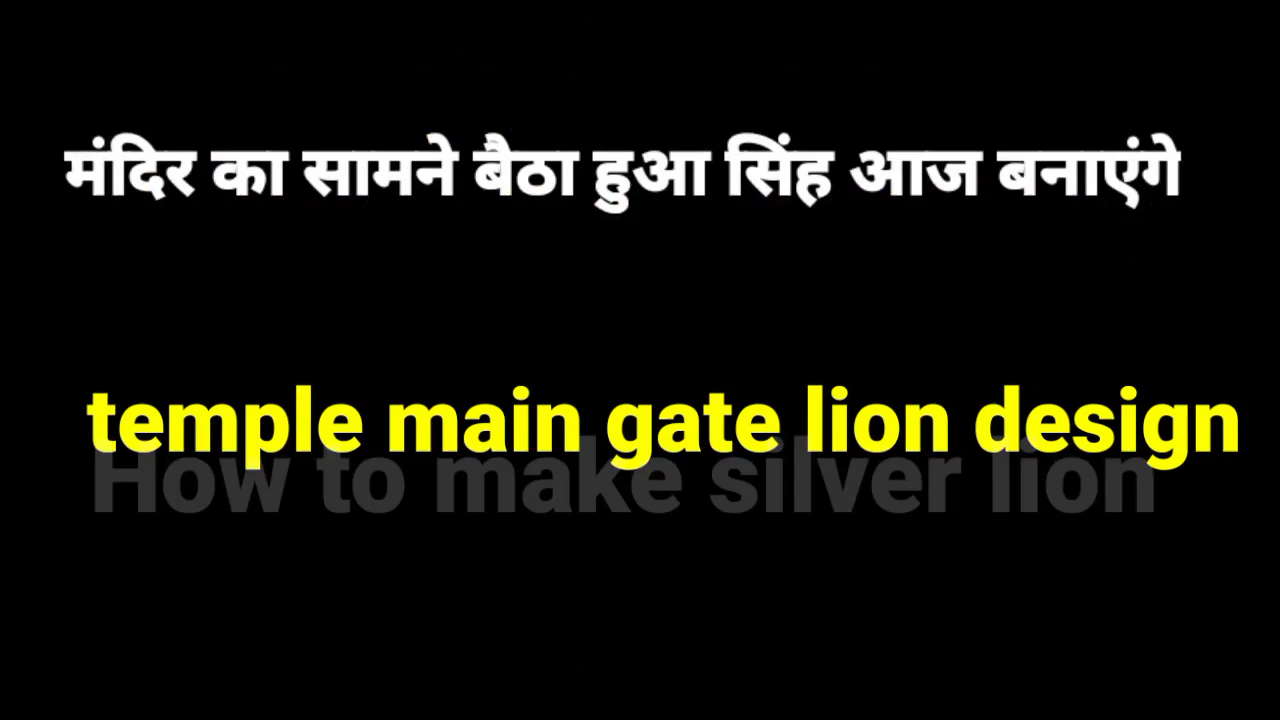 मंदिर का सामने बैठा हुआ सिंह आज बनाएंगे
temple main gate lion design
How to make silver lion